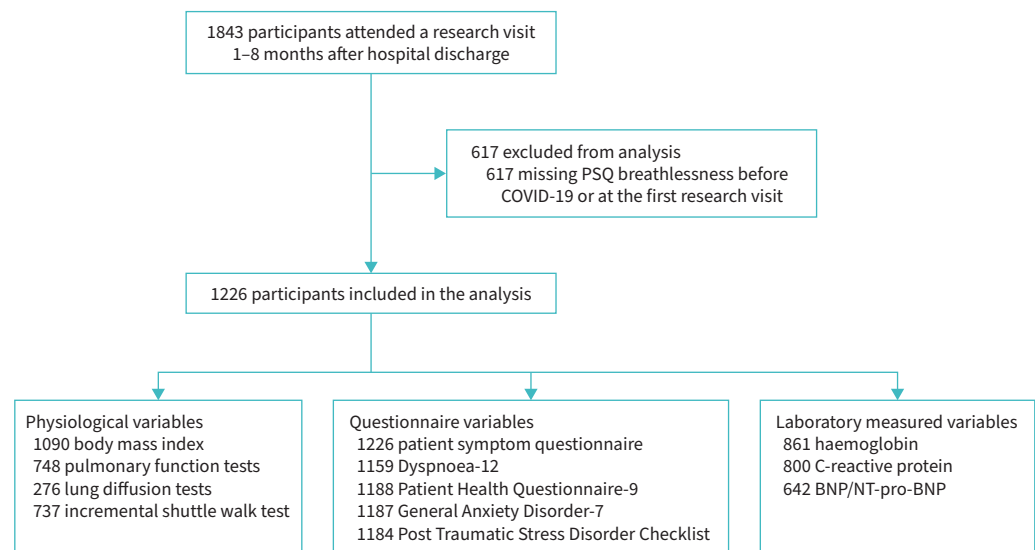 1843 participants attended a research visit
1–8 months after hospital discharge
617 excluded from analysis
617 missing PSQ breathlessness before
COVID-19 or at the first research visit
1226 participants included in the analysis
Physiological variables
1090 body mass index
748 pulmonary function tests
276 lung diffusion tests
737 incremental shuttle walk test
Questionnaire variables
1226 patient symptom questionnaire
1159 Dyspnoea-12
1188 Patient Health Questionnaire-9
1187 General Anxiety Disorder-7
1184 Post Traumatic Stress Disorder Checklist
Laboratory measured variables
861 haemoglobin
800 C-reactive protein
642 BNP/NT-pro-BNP